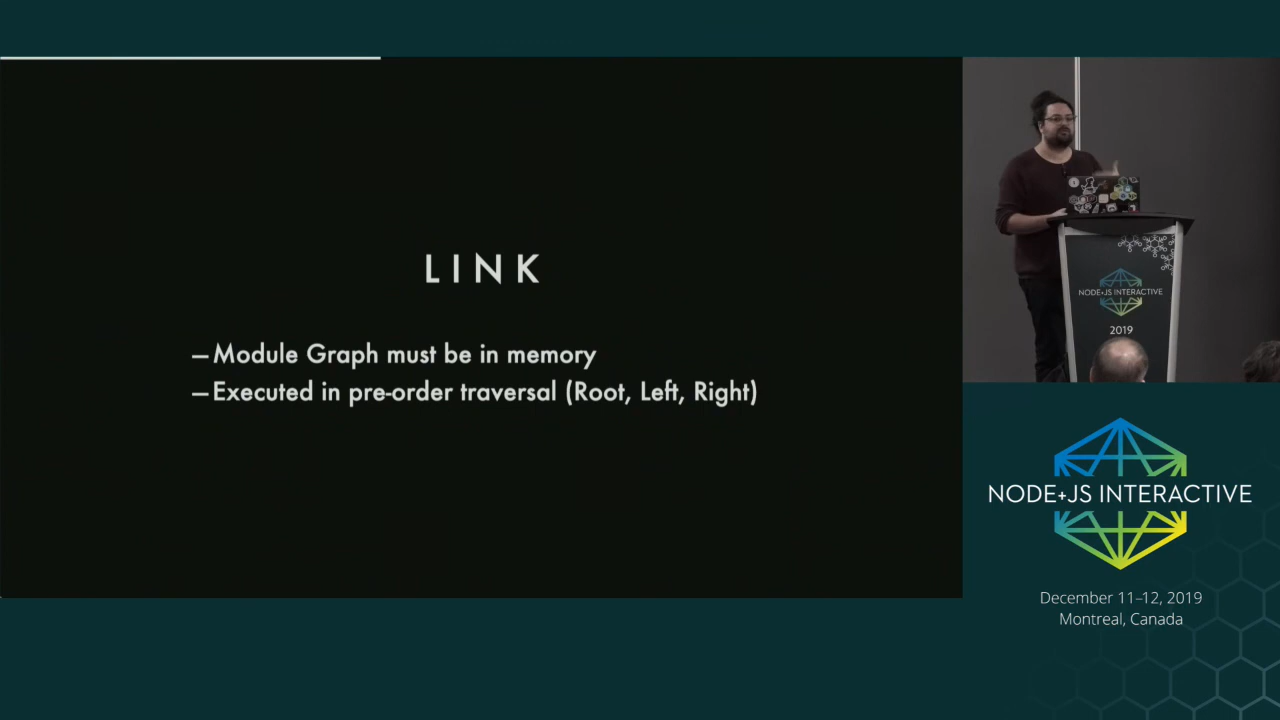 LINK
—Module Graph must be in memory
—Executed in pre-order traversal (Root, Left, Right)
NODE+JS INTERACTIVE
2019
NODE+JS INTERACTIVE
December 11–12, 2019
Montreal, Canada